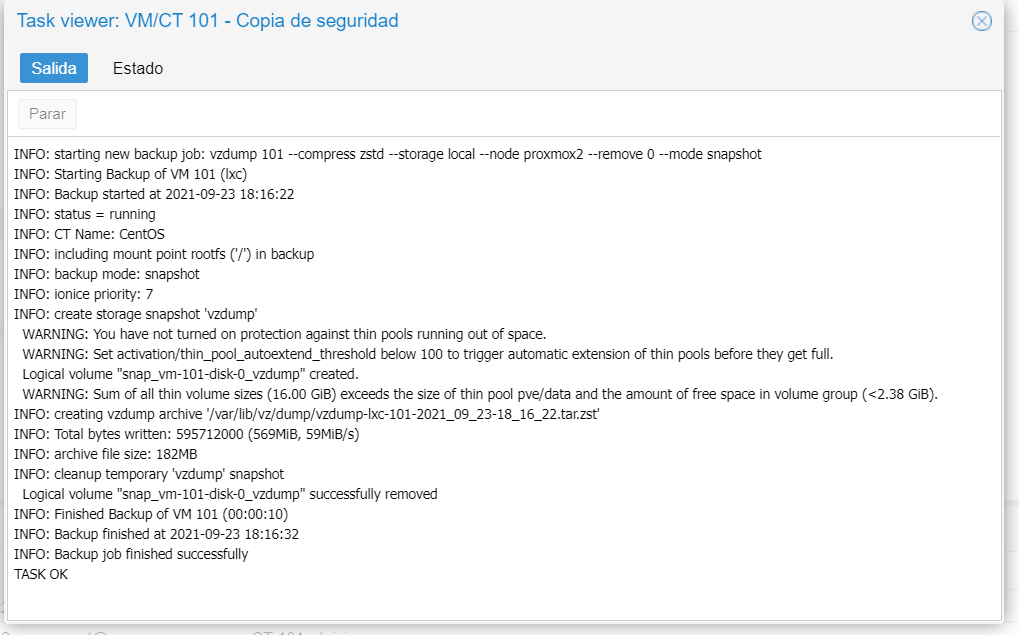 Task viewer: VM/CT 101 - Copia de seguridad
Salida Estado
Parar
INFO: starting new backup job: vzdump 101 --compress zstd --storage local --node proxmox2 --remove 0 --mode snapshot
INFO: Starting Backup of VM 101 (lxc)
INFO: Backup started at 2021-09-23 18:16:22
INFO: status = running
INFO: CT Name: CentOS
INFO: including mount point rootfs ('/') in backup
INFO: backup mode: snapshot
INFO: ionice priority: 7
INFO: create storage snapshot 'vzdump'
WARNING: You have not turned on protection against thin pools running out of space.
WARNING: Set activation/thin_pool_autoextend_threshold below 100 to trigger automatic extension of thin pools before they get full.
Logical volume "snap_vm-101-disk-0_vzdump" created.
WARNING: Sum of all thin volume sizes (16.00 GiB) exceeds the size of thin pool pve/data and the amount of free space in volume group (<2.38 GiB).
INFO: creating vzdump archive '/var/lib/vz/dump/vzdump-lxc-101-2021_09_23-18_16_22.tar.zst'
INFO: Total bytes written: 595712000 (569MiB, 59MiB/s)
INFO: archive file size: 182MB
INFO: cleanup temporary 'vzdump' snapshot
Logical volume "snap_vm-101-disk-0_vzdump" successfully removed
INFO: Finished Backup of VM 101 (00:00:10)
INFO: Backup finished at 2021-09-23 18:16:32
INFO: Backup job finished successfully
TASK OK